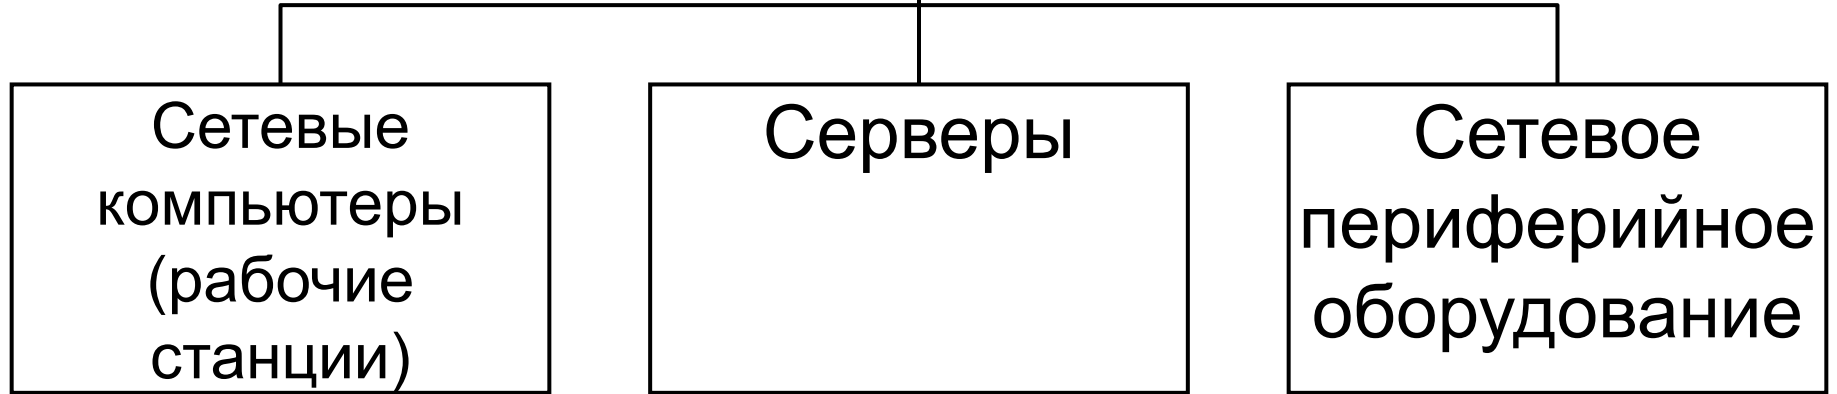 Сетевые
компьютеры
(рабочие
станции)
Серверы
Сетевое
периферийное
оборудование